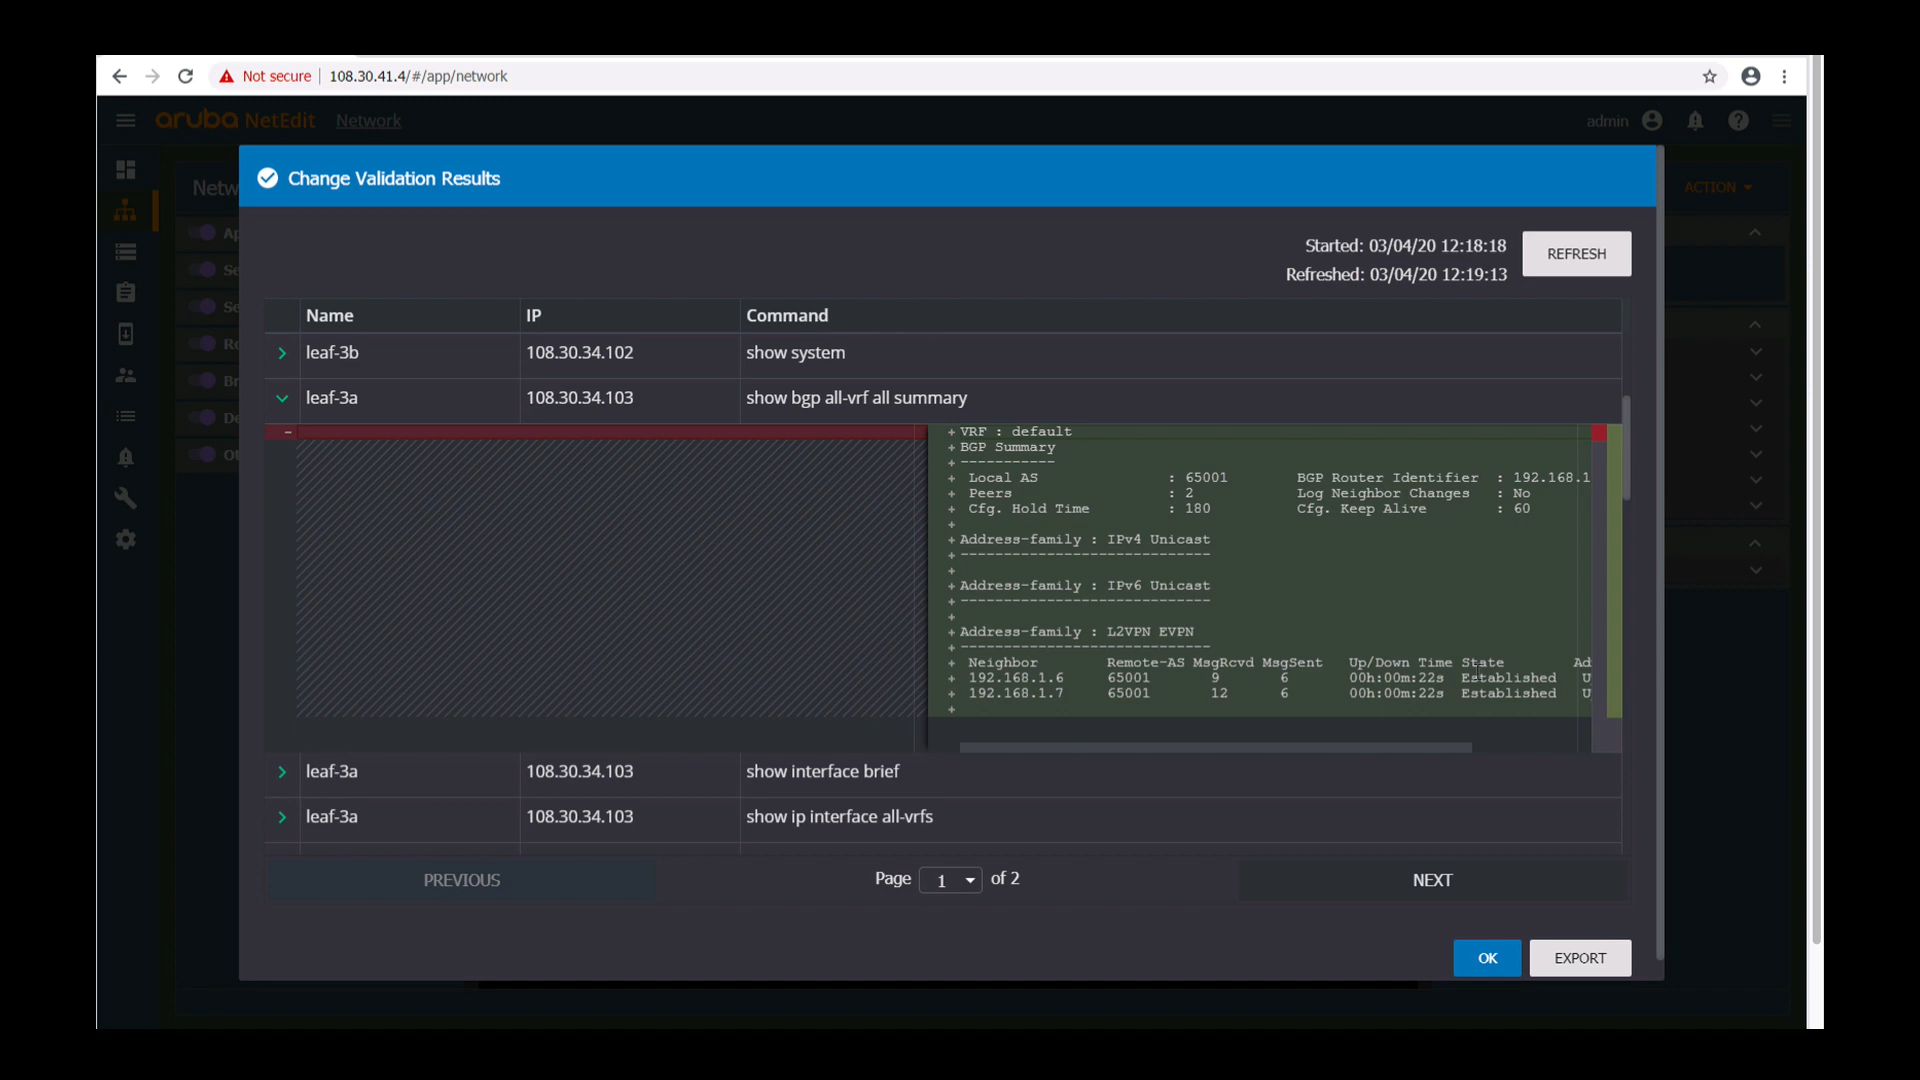 Not secure 108.30.41.4/#/app/network
aruba NetEdit Network admin
Netw ACTION
Ap
Se
Se
Ro
Br
De
Ot
Change Validation Results
Started: 03/04/20 12:18:18
Refreshed: 03/04/20 12:19:13
REFRESH
Name IP Command
leaf-3b 108.30.34.102 show system
leaf-3a 108.30.34.103 show bgp all-vrf all summary
-
+ VRF : default
+ BGP Summary
+ -----------
+ Local AS : 65001 BGP Router Identifier : 192.168.1
+ Peers : 2 Log Neighbor Changes : No
+ Cfg. Hold Time : 180 Cfg. Keep Alive : 60
+
+ Address-family : IPv4 Unicast
+ -----------------------------
+
+ Address-family : IPv6 Unicast
+ -----------------------------
+
+ Address-family : L2VPN EVPN
+ -----------------------------
+ Neighbor Remote-AS MsgRcvd MsgSent Up/Down Time State Ad
+ 192.168.1.6 65001 9 6 00h:00m:22s Established U
+ 192.168.1.7 65001 12 6 00h:00m:22s Established U
+
leaf-3a 108.30.34.103 show interface brief
leaf-3a 108.30.34.103 show ip interface all-vrfs
PREVIOUS Page 1 of 2 NEXT
OK EXPORT